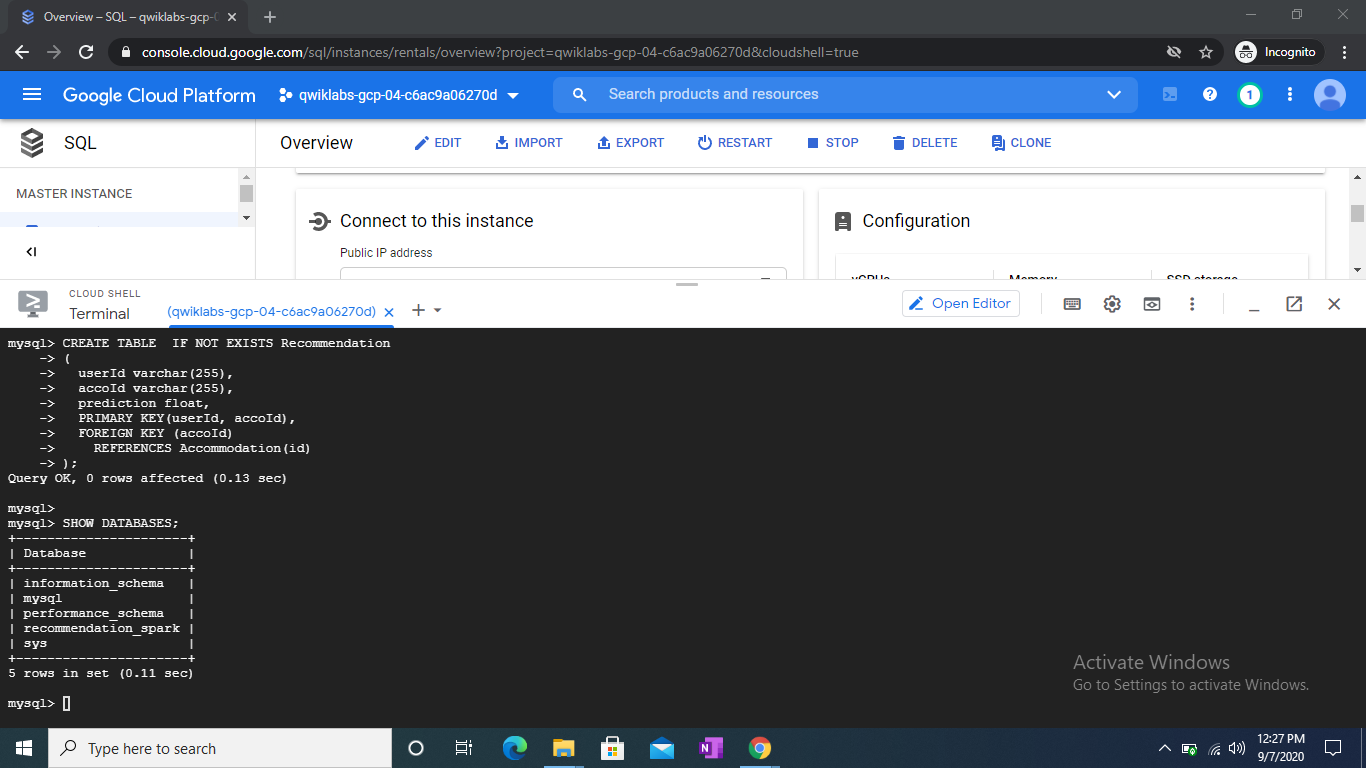 Overview – SQL – qwiklabs-gcp-
console.cloud.google.com/sql/instances/rentals/overview?project=qwiklabs-gcp-04-c6ac9a06270d&cloudshell=true
Incognito
Google Cloud Platform
qwiklabs-gcp-04-c6ac9a06270d
Search products and resources
1
SQL
Overview
EDIT
IMPORT
EXPORT
RESTART
STOP
DELETE
CLONE
MASTER INSTANCE
Connect to this instance
Configuration
Public IP address
vCPUs
Memory
SSD storage
CLOUD SHELL
Terminal
(qwiklabs-gcp-04-c6ac9a06270d)
Open Editor
mysql> CREATE TABLE  IF NOT EXISTS Recommendation
    -> (
    ->   userId varchar(255),
    ->   accoId varchar(255),
    ->   prediction float,
    ->   PRIMARY KEY(userId, accoId),
    ->   FOREIGN KEY (accoId)
    ->     REFERENCES Accommodation(id)
    -> );
Query OK, 0 rows affected (0.13 sec)
mysql>
mysql> SHOW DATABASES;
+----------------------+
| Database             |
+----------------------+
| information_schema   |
| mysql                |
| performance_schema   |
| recommendation_spark |
| sys                  |
+----------------------+
5 rows in set (0.11 sec)
mysql>
Activate Windows
Go to Settings to activate Windows.
Type here to search
12:27 PM
9/7/2020